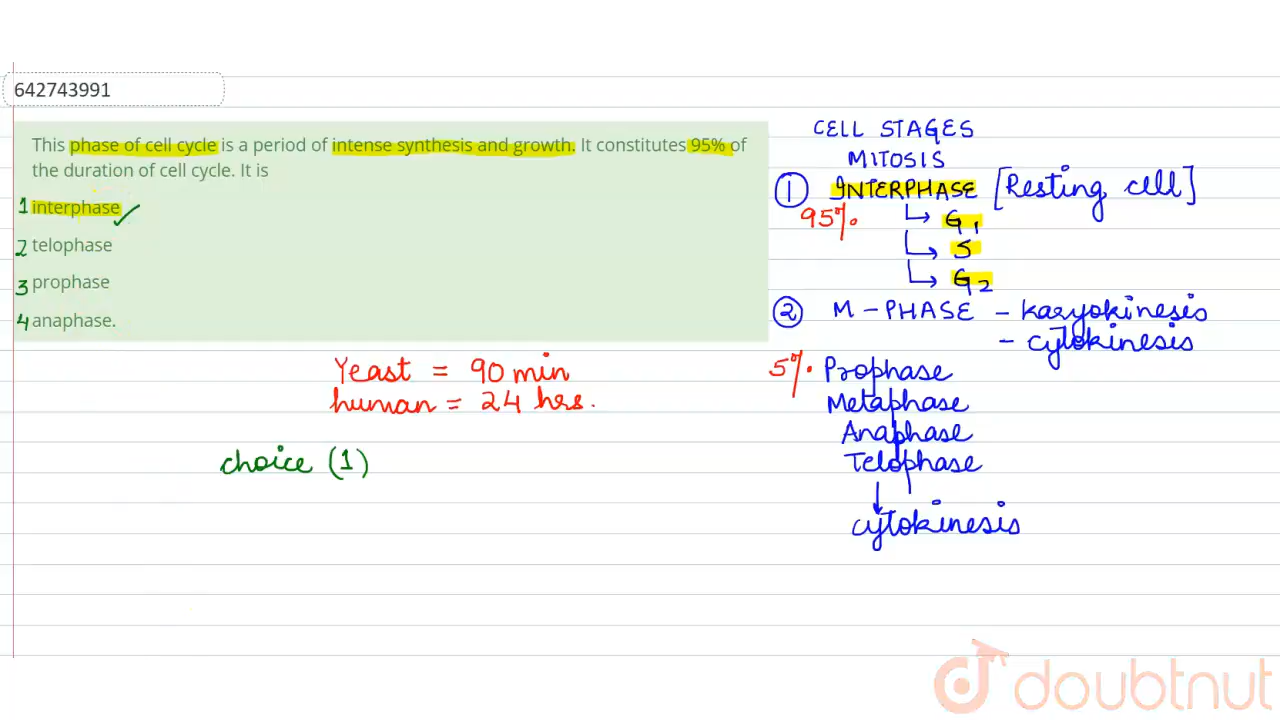 642743991
This phase of cell cycle is a period of intense synthesis and growth. It constitutes 95% of
the duration of cell cycle. It is
1 interphase
2 telophase
3 prophase
4 anaphase.
Yeast = 90 min
human = 24 hrs.
choice (1)
CELL STAGES
MITOSIS
1 INTERPHASE [Resting cell]
95%.
G1
S
G2
2 M-PHASE - karyokinesis
- cytokinesis
5%. Prophase
Metaphase
Anaphase
Telophase
cytokinesis
doubtnut